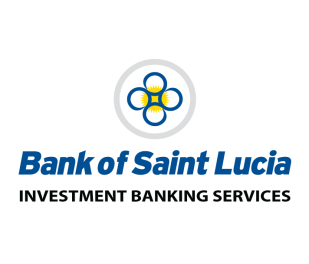 Bank of Saint Lucia
INVESTMENT BANKING SERVICES